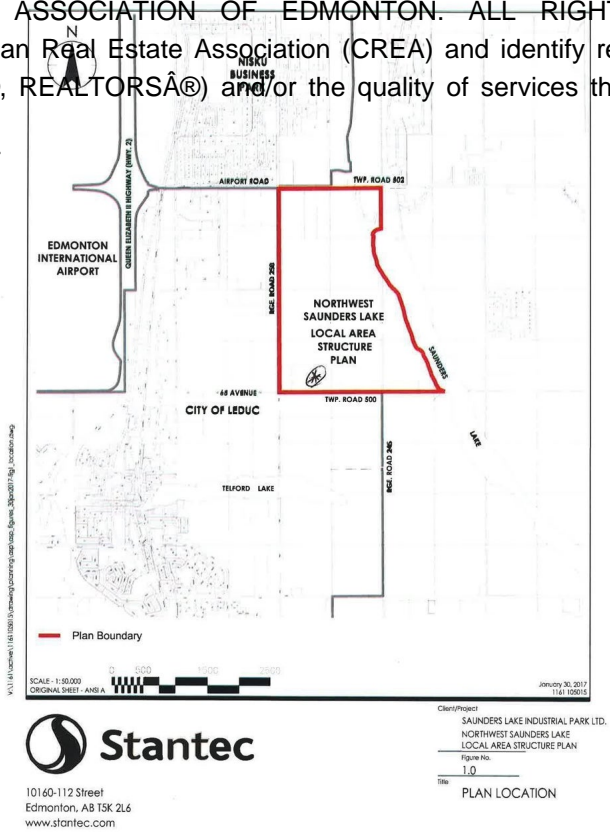 ASSOCIATION OF EDMONTON. ALL RIGHT
an Real Estate Association (CREA) and identify re
, REALTORSÂ®) and/or the quality of services th
N
NISKU
BUSINESS
PARK
QUEEN ELIZABETH II HIGHWAY (HWY. 2)
AIRPORT ROAD
TWP. ROAD 502
EDMONTON
INTERNATIONAL
AIRPORT
RGE. ROAD 250
NORTHWEST
SAUNDERS LAKE
LOCAL AREA
STRUCTURE
PLAN
SAUNDERS
LAKE
65 AVENUE
TWP. ROAD 500
CITY OF LEDUC
RGE. ROAD 245
TELFORD LAKE
Plan Boundary
SCALE - 1:50,000
ORIGINAL SHEET - ANSI A
0 500 1500 2500
January 30, 2017
1161 105015
Stantec
10160-112 Street
Edmonton, AB T5K 2L6
www.stantec.com
Client/Project
SAUNDERS LAKE INDUSTRIAL PARK LTD.
NORTHWEST SAUNDERS LAKE
LOCAL AREA STRUCTURE PLAN
Figure No.
1.0
Title
PLAN LOCATION